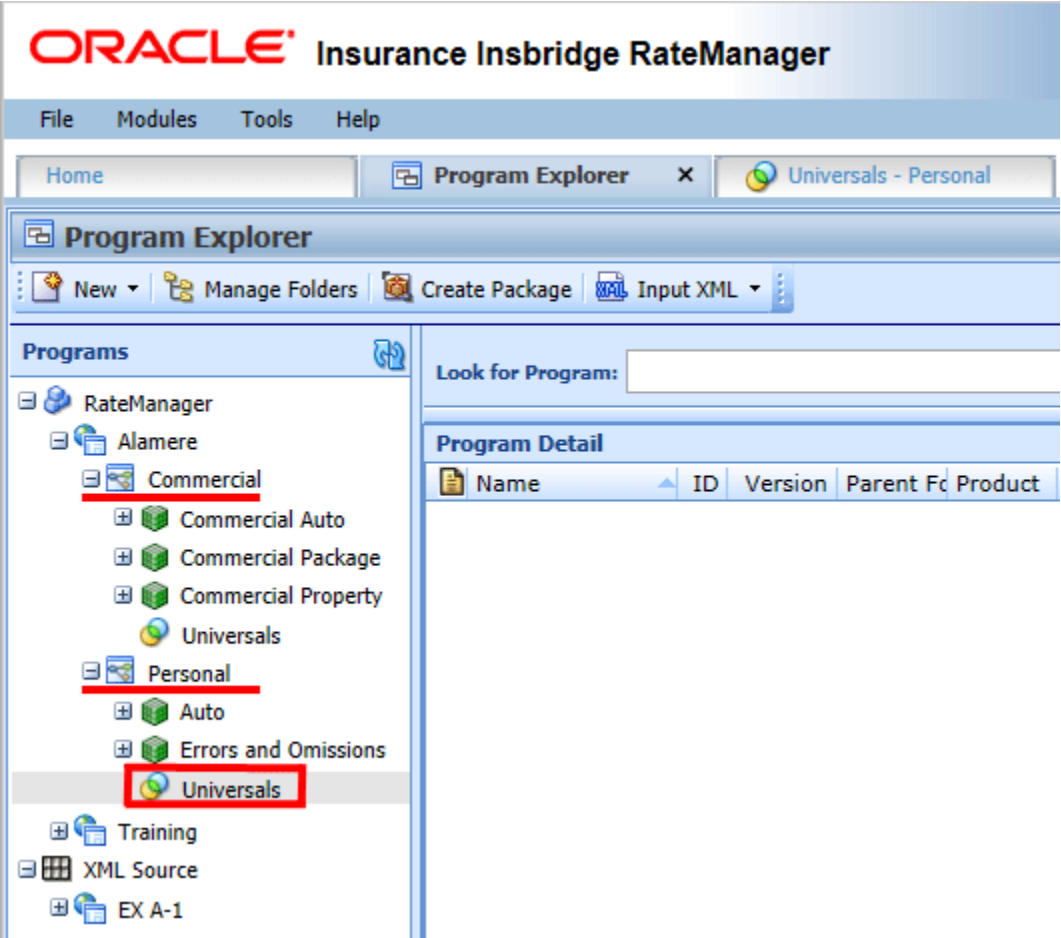 ORACLE Insurance Insbridge RateManager
File Modules Tools Help
Home Program Explorer x Universals - Personal
Program Explorer
New Manage Folders Create Package XML Input XML
Programs
Look for Program:
RateManager
Alamere
Program Detail
Commercial
Name ID Version Parent Fo Product
Commercial Auto
Commercial Package
Commercial Property
Universals
Personal
Auto
Errors and Omissions
Universals
Training
XML Source
EX A-1